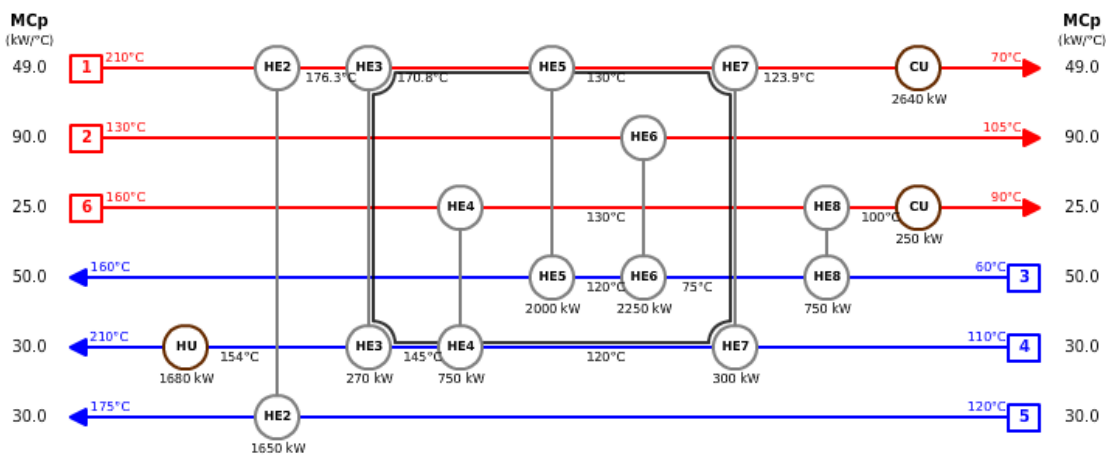 MCp MCp
(kW/°C) (kW/°C)
49.0 1 210°C HE2 176.3°C HE3 170.8°C HE5 130°C HE7 123.9°C CU 70°C 49.0
2640 kW
90.0 2 130°C HE6 105°C 90.0
25.0 6 160°C HE4 130°C HE8 100°C CU 90°C 25.0
250 kW
160°C HE5 120°C HE6 75°C HE8 60°C 3 50.0
2000 kW 2250 kW 750 kW
30.0 210°C HU 154°C HE3 145°C HE4 120°C HE7 110°C 4 30.0
1680 kW 270 kW 750 kW 300 kW
30.0 175°C HE2 120°C 5 30.0
1650 kW